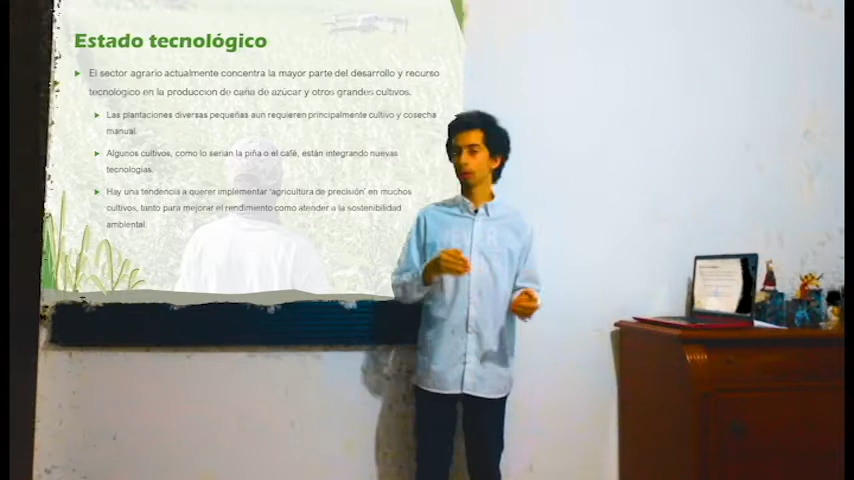 Estado tecnológico
El sector agrario actualmente concentra la mayor parte del desarrollo y recurso
tecnológico en la producción de caña de azúcar y otros grandes cultivos.
Las plantaciones diversas pequeñas aun requieren principalmente cultivo y cosecha
manual.
Algunos cultivos, como lo serían la piña o el café, están integrando nuevas
tecnologías.
Hay una tendencia a querer implementar "agricultura de precisión" en muchos
cultivos, tanto para mejorar el rendimiento como atender a la sostenibilidad
ambiental.